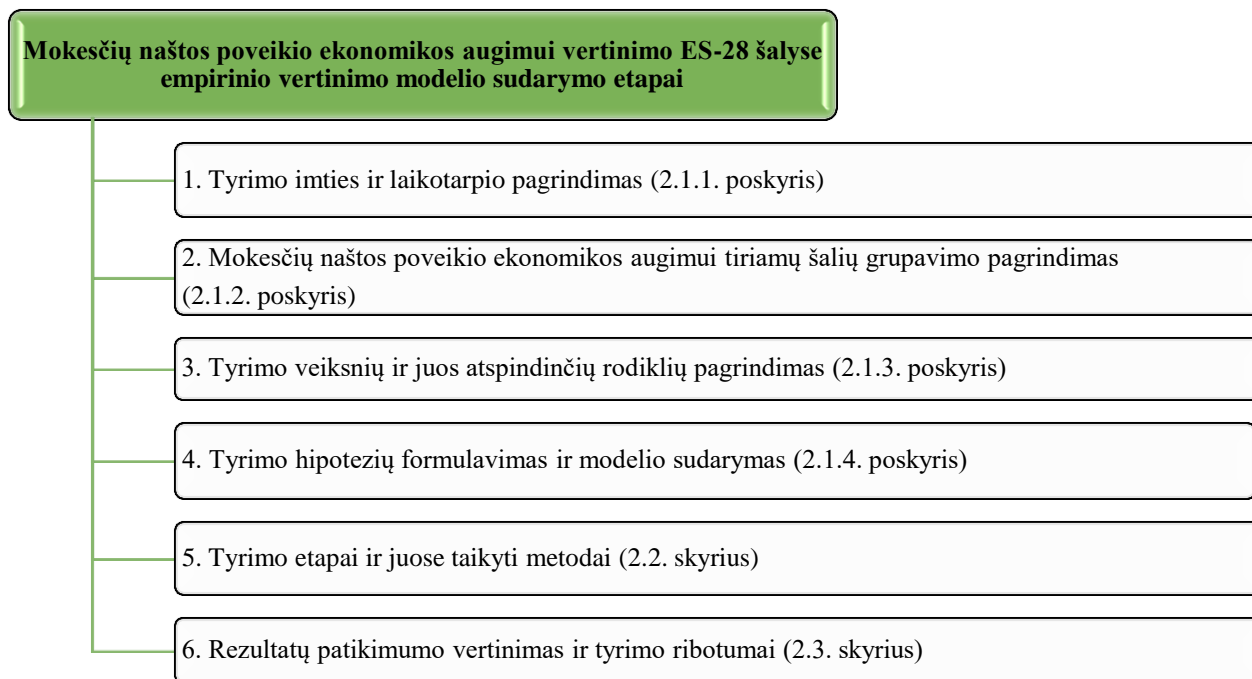 Mokesčių naštos poveikio ekonomikos augimui vertinimo ES-28 šalyse
empirinio vertinimo modelio sudarymo etapai
1. Tyrimo imties ir laikotarpio pagrindimas (2.1.1. poskyris)
2. Mokesčių naštos poveikio ekonomikos augimui tiriamų šalių grupavimo pagrindimas
(2.1.2. poskyris)
3. Tyrimo veiksnių ir juos atspindinčių rodiklių pagrindimas (2.1.3. poskyris)
4. Tyrimo hipotezių formulavimas ir modelio sudarymas (2.1.4. poskyris)
5. Tyrimo etapai ir juose taikyti metodai (2.2. skyrius)
6. Rezultatų patikimumo vertinimas ir tyrimo ribotumai (2.3. skyrius)